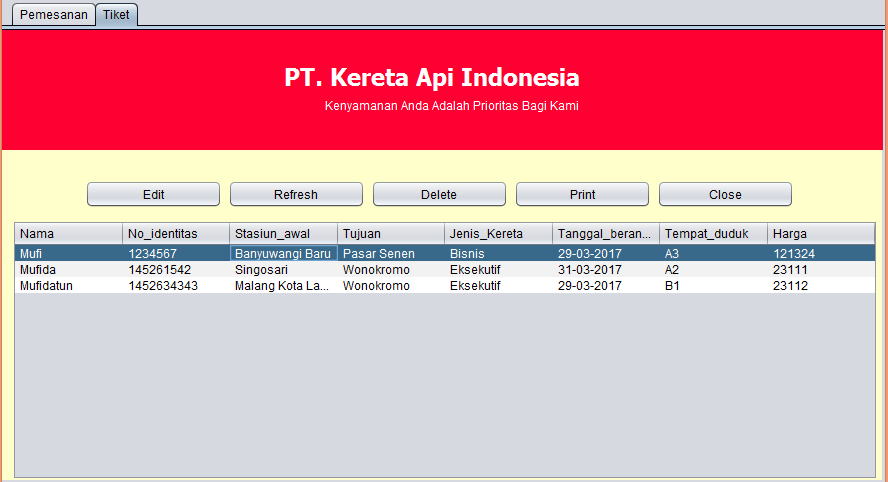 Pemesanan Tiket
PT. Kereta Api Indonesia
Kenyamanan Anda Adalah Prioritas Bagi Kami
Edit Refresh Delete Print Close
Nama No_identitas Stasiun_awal Tujuan Jenis_Kereta Tanggal_beran... Tempat_duduk Harga
Mufi 1234567 Banyuwangi Baru Pasar Senen Bisnis 29-03-2017 A3 121324
Mufida 145261542 Singosari Wonokromo Eksekutif 31-03-2017 A2 23111
Mufidatun 1452634343 Malang Kota La... Wonokromo Eksekutif 29-03-2017 B1 23112